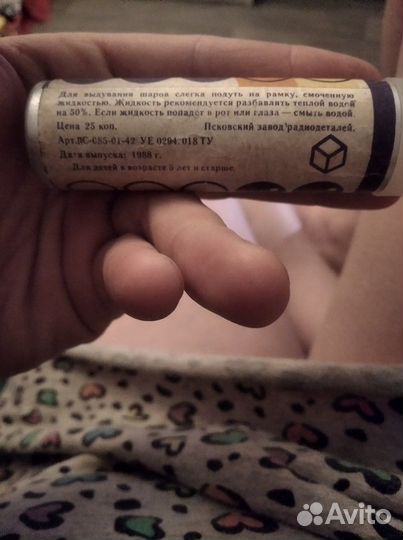 Для выдувания шаров слегка подуть на рамку, смоченную
жидкостью. Жидкость рекомендуется разбавлять теплой водой
на 50%. Если жидкость попадет в рот или глаза — смыть водой.
Цена 25 коп. Псковский завод радиодеталей.
Арт. ВС-085-01-42 УЕ 0294.018 ТУ
Дата выпуска: 1988 г.
Для детей в возрасте 5 лет и старше.
Avito